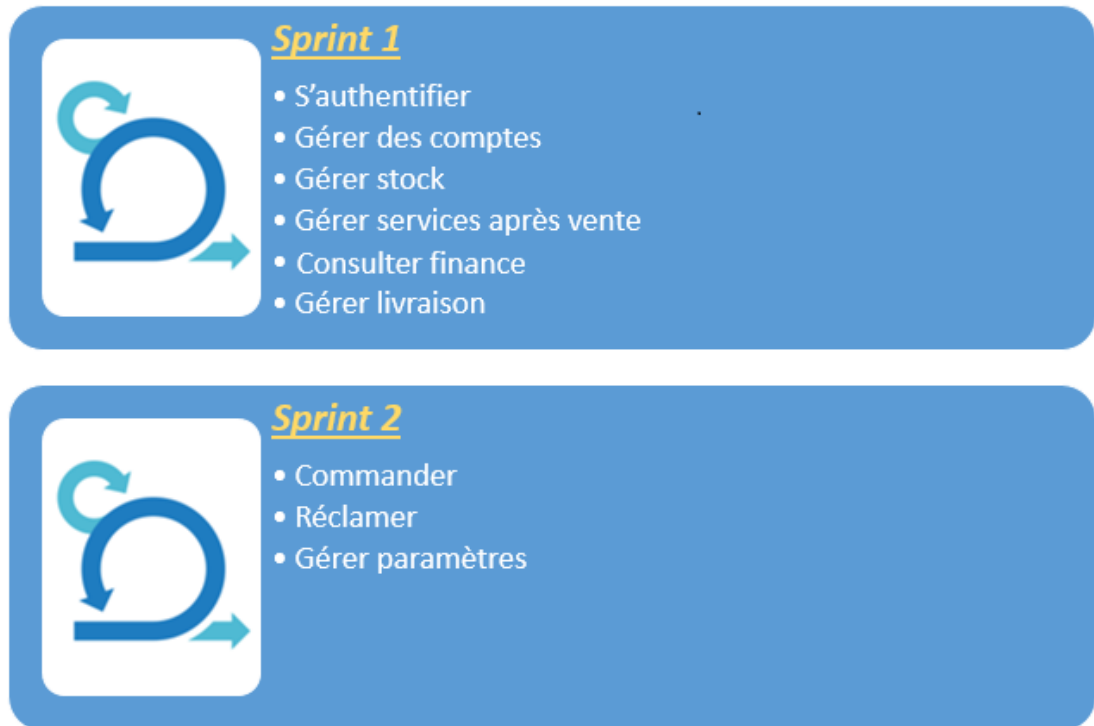 Sprint 1
• S’authentifier
• Gérer des comptes
• Gérer stock
• Gérer services après vente
• Consulter finance
• Gérer livraison
Sprint 2
• Commander
• Réclamer
• Gérer paramètres